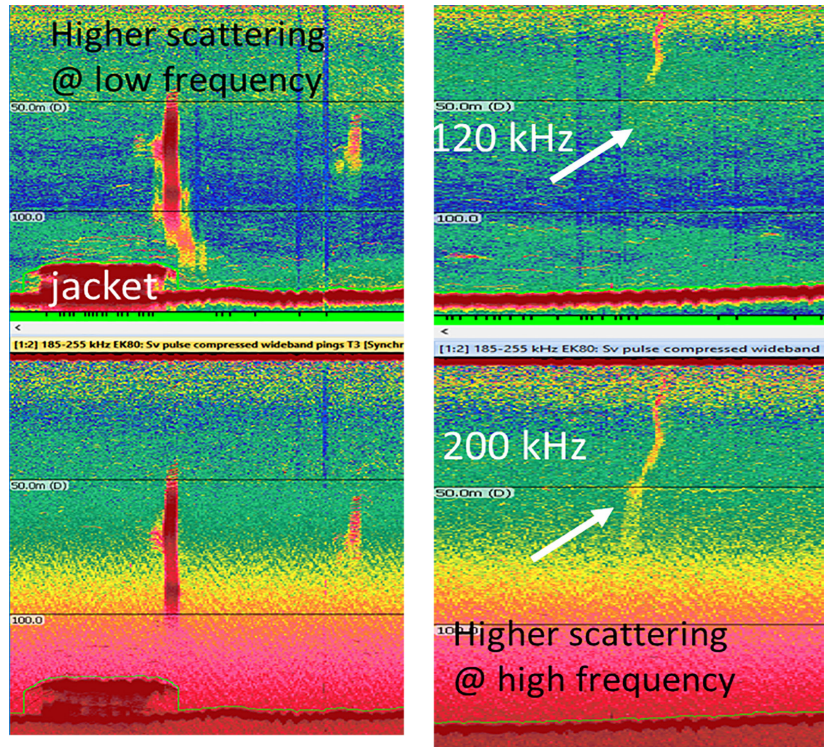 Higher scattering
@ low frequency
50.0m (D)
100.0
jacket
<
[1:2] 185-255 kHz EK80: Sv pulse compressed wideband pings T3 [Synchr
50.0m (D)
100.0
50.0m (D)
120 kHz
100.0
<
[1:2] 185-255 kHz EK80: Sv pulse compressed wideband
200 kHz
50.0m (D)
100.0
Higher scattering
@ high frequency